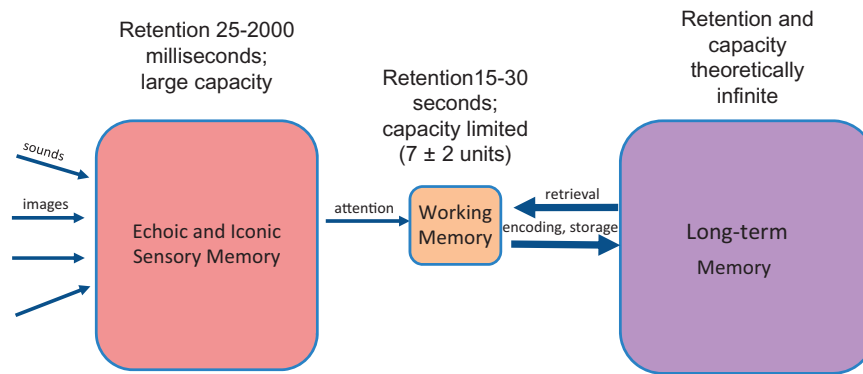 Retention 25-2000
milliseconds;
large capacity
Retention15-30
seconds;
capacity limited
(7 ± 2 units)
Retention and
capacity
theoretically
infinite
sounds
images
Echoic and Iconic
Sensory Memory
attention
Working
Memory
retrieval
encoding, storage
Long-term
Memory